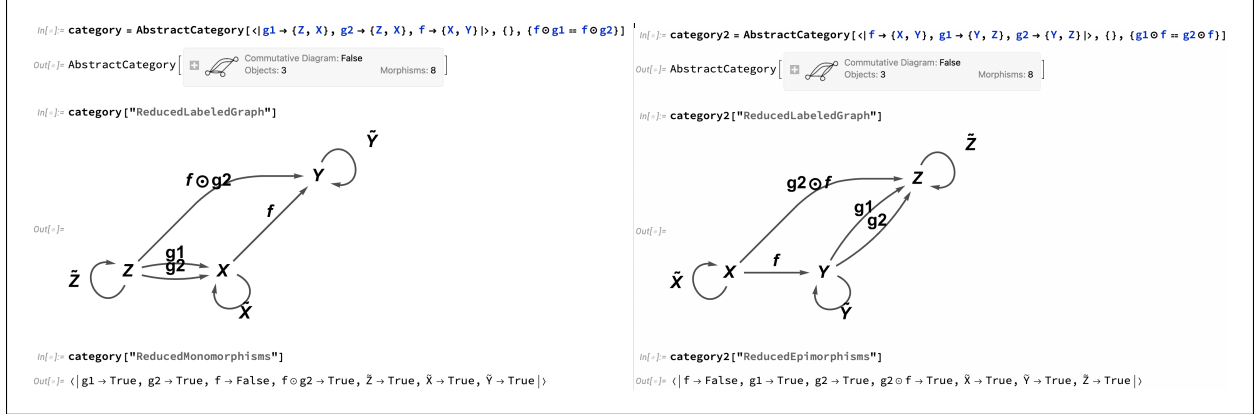 In[◦]:= category = AbstractCategory[<|g1 → {Z, X}, g2 → {Z, X}, f → {X, Y}|>, {}, {f⊙g1 == f⊙g2}]
Out[◦]= AbstractCategory[
Commutative Diagram: False
Objects: 3 Morphisms: 8
]
In[◦]:= category["ReducedLabeledGraph"]
Ỹ
f⊙g2
Y
f
Out[◦]=
g1
Z
g2
X
Z̃
X̃
In[◦]:= category["ReducedMonomorphisms"]
Out[◦]= <|g1 → True, g2 → True, f → False, f⊙g2 → True, Z̃ → True, X̃ → True, Ỹ → True|>
In[◦]:= category2 = AbstractCategory[<|f → {X, Y}, g1 → {Y, Z}, g2 → {Y, Z}|>, {}, {g1⊙f == g2⊙f}]
Out[◦]= AbstractCategory[
Commutative Diagram: False
Objects: 3 Morphisms: 8
]
In[◦]:= category2["ReducedLabeledGraph"]
Z̃
g2⊙f
Z
g1
g2
Out[◦]=
f
X
Y
X̃
Ỹ
In[◦]:= category2["ReducedEpimorphisms"]
Out[◦]= <|f → False, g1 → True, g2 → True, g2⊙f → True, X̃ → True, Ỹ → True, Z̃ → True|>